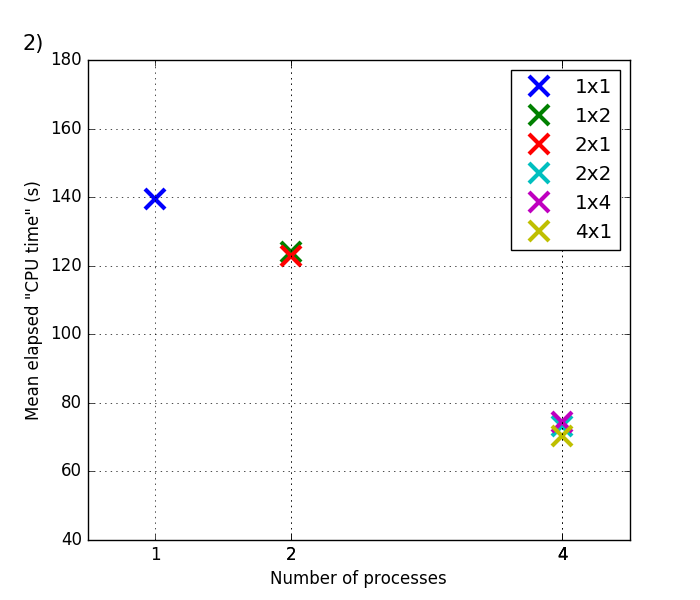 2)
180
160
140
120
100
80
60
40
Mean elapsed "CPU time" (s)
1x1
1x2
2x1
2x2
1x4
4x1
1 2 4
Number of processes